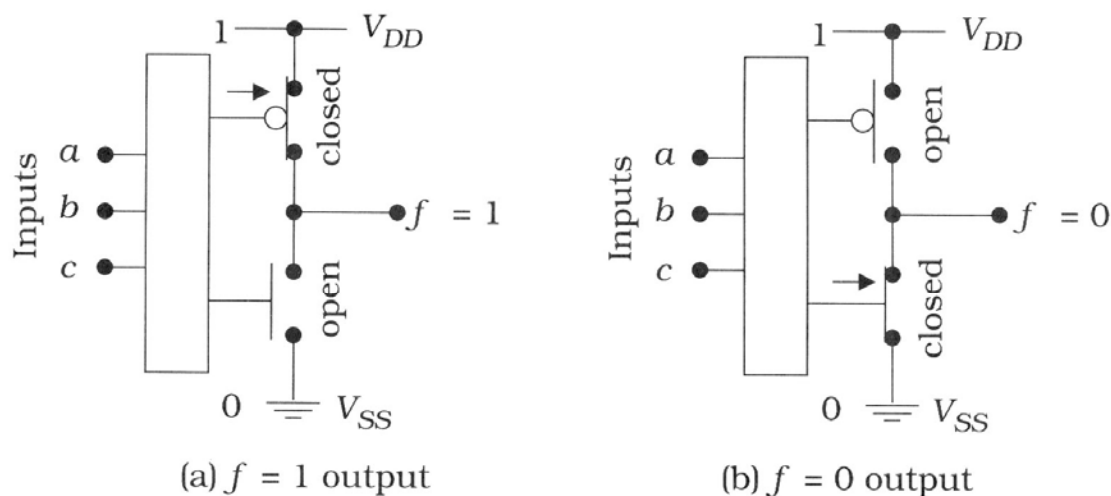 1 V_DD
closed
Inputs
a
b
c
f = 1
open
0 V_SS
(a) f = 1 output
1 V_DD
open
Inputs
a
b
c
f = 0
closed
0 V_SS
(b) f = 0 output